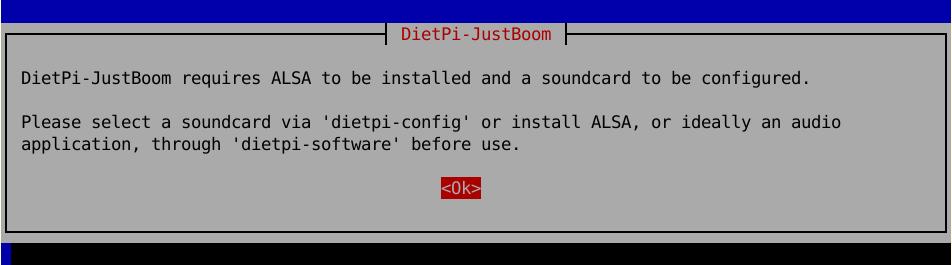 DietPi-JustBoom
DietPi-JustBoom requires ALSA to be installed and a soundcard to be configured.
Please select a soundcard via 'dietpi-config' or install ALSA, or ideally an audio
application, through 'dietpi-software' before use.
<Ok>